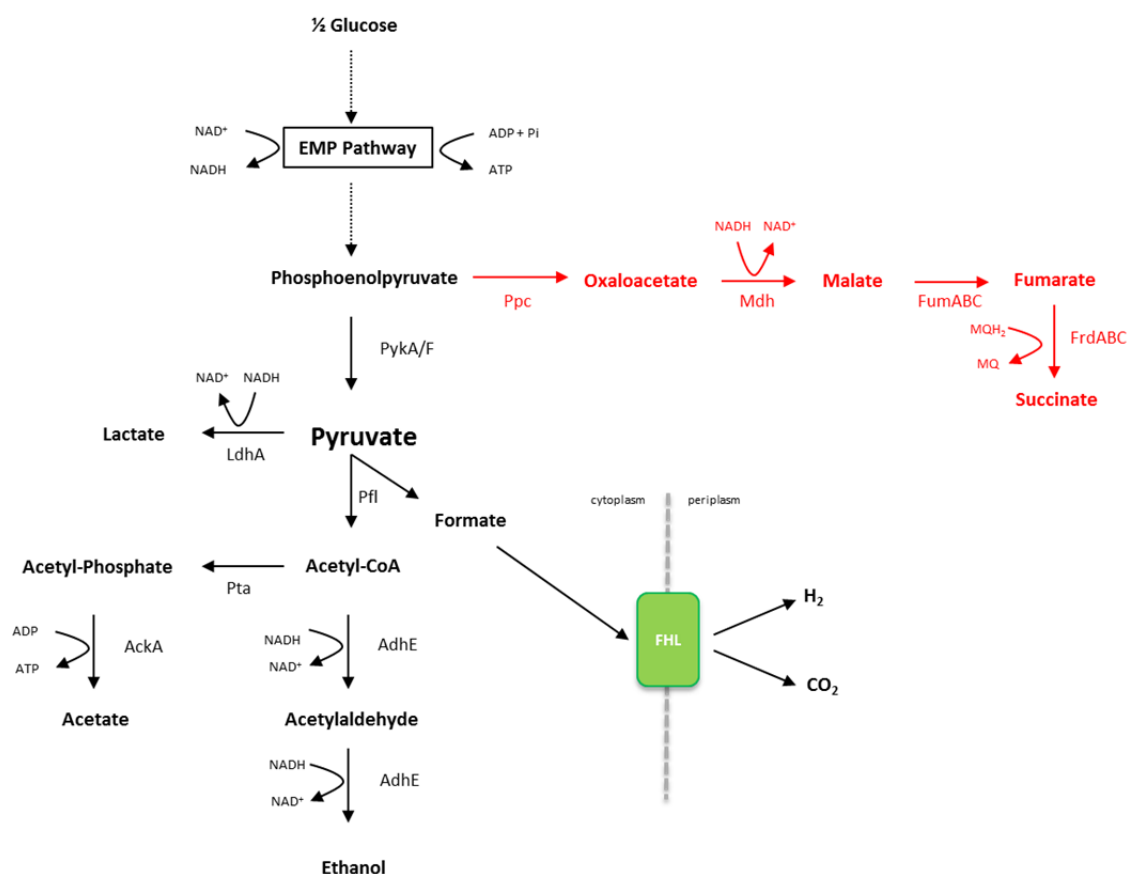 ½ Glucose
NAD⁺
ADP + Pi
EMP Pathway
NADH
ATP
NADH NAD⁺
Phosphoenolpyruvate
Oxaloacetate
Malate
Fumarate
Ppc
Mdh
FumABC
MQH₂
FrdABC
MQ
PykA/F
NAD⁺ NADH
Succinate
Lactate
Pyruvate
LdhA
Pfl
cytoplasm
periplasm
Formate
Acetyl-Phosphate
Acetyl-CoA
Pta
H₂
ADP
AckA
ATP
NADH
AdhE
NAD⁺
FHL
CO₂
Acetate
Acetylaldehyde
NADH
AdhE
NAD⁺
Ethanol